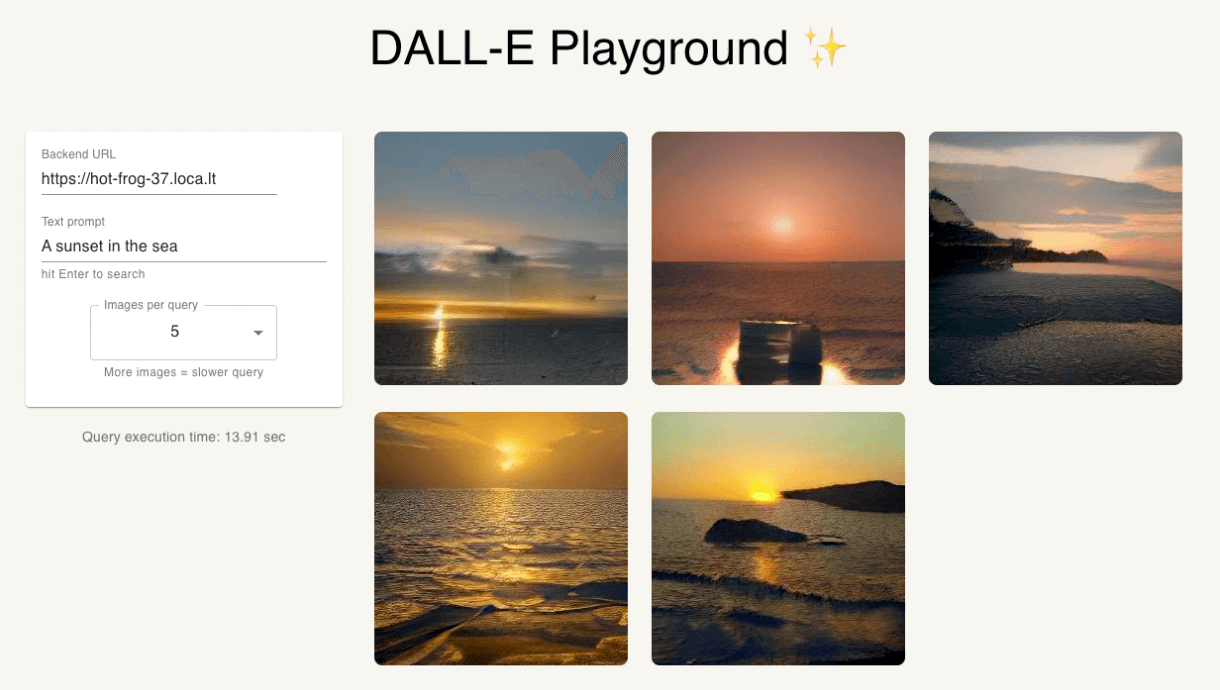 DALL-E Playground ✨
Backend URL
https://hot-frog-37.loca.lt
Text prompt
A sunset in the sea
hit Enter to search
Images per query
5
More images = slower query
Query execution time: 13.91 sec